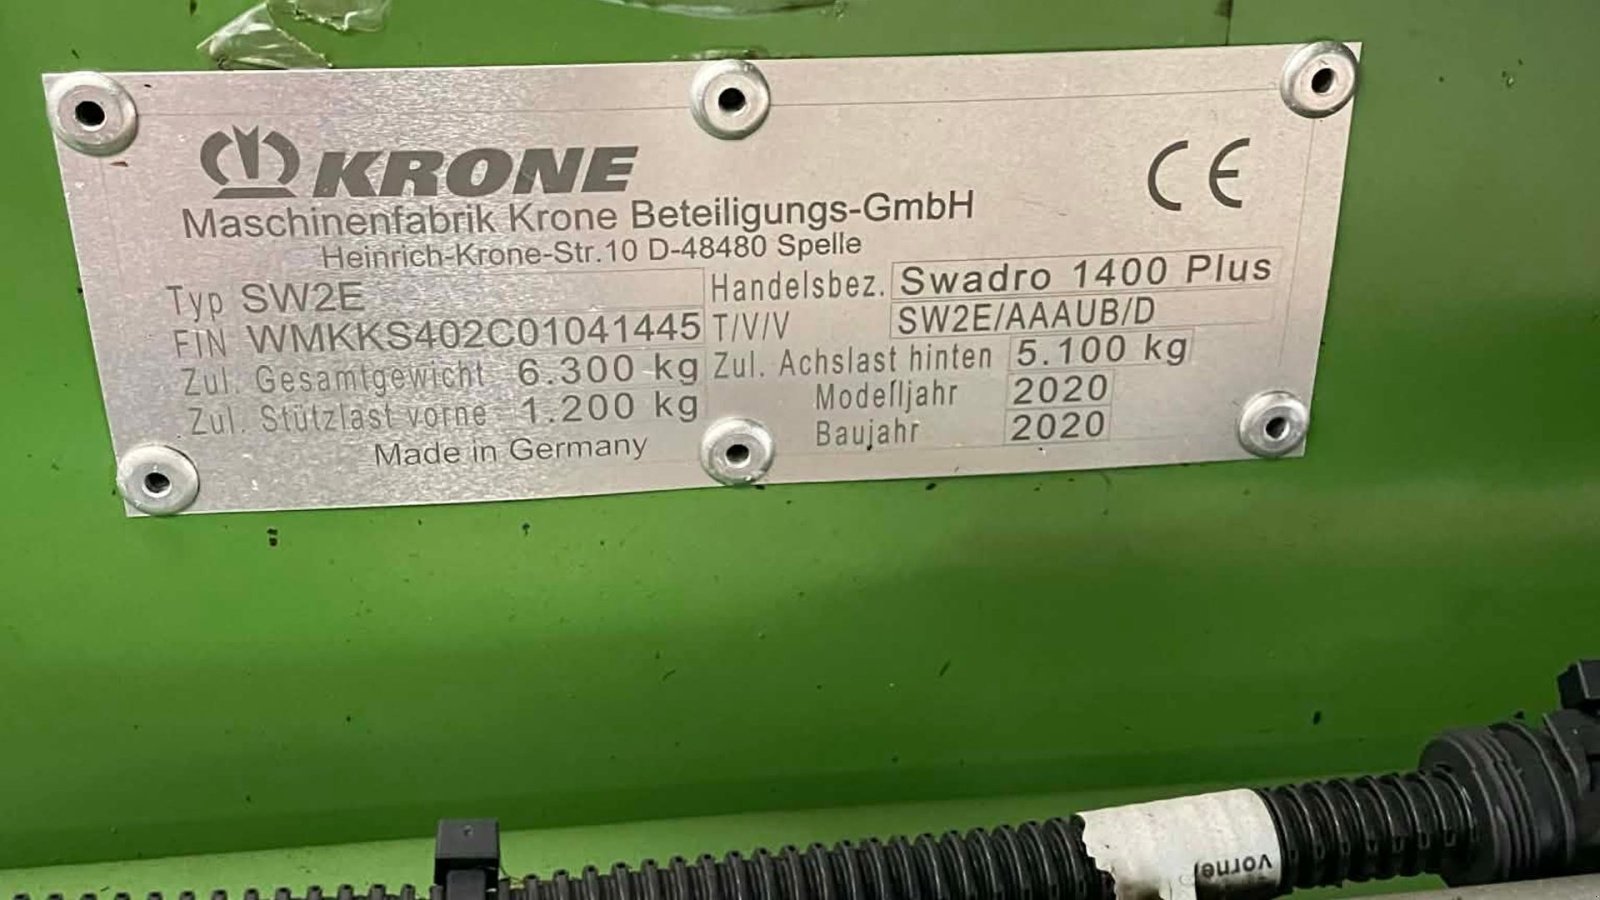 KRONE
Maschinenfabrik Krone Beteiligungs-GmbH
Heinrich-Krone-Str.10 D-48480 Spelle
CE
Typ SW2E
Handelsbez. Swadro 1400 Plus
FIN WMKKS402C01041445
T/V/V SW2E/AAAUB/D
Zul. Gesamtgewicht 6.300 kg
Zul. Achslast hinten 5.100 kg
Zul. Stützlast vorne 1.200 kg
Modelljahr 2020
Baujahr 2020
Made in Germany
vorne